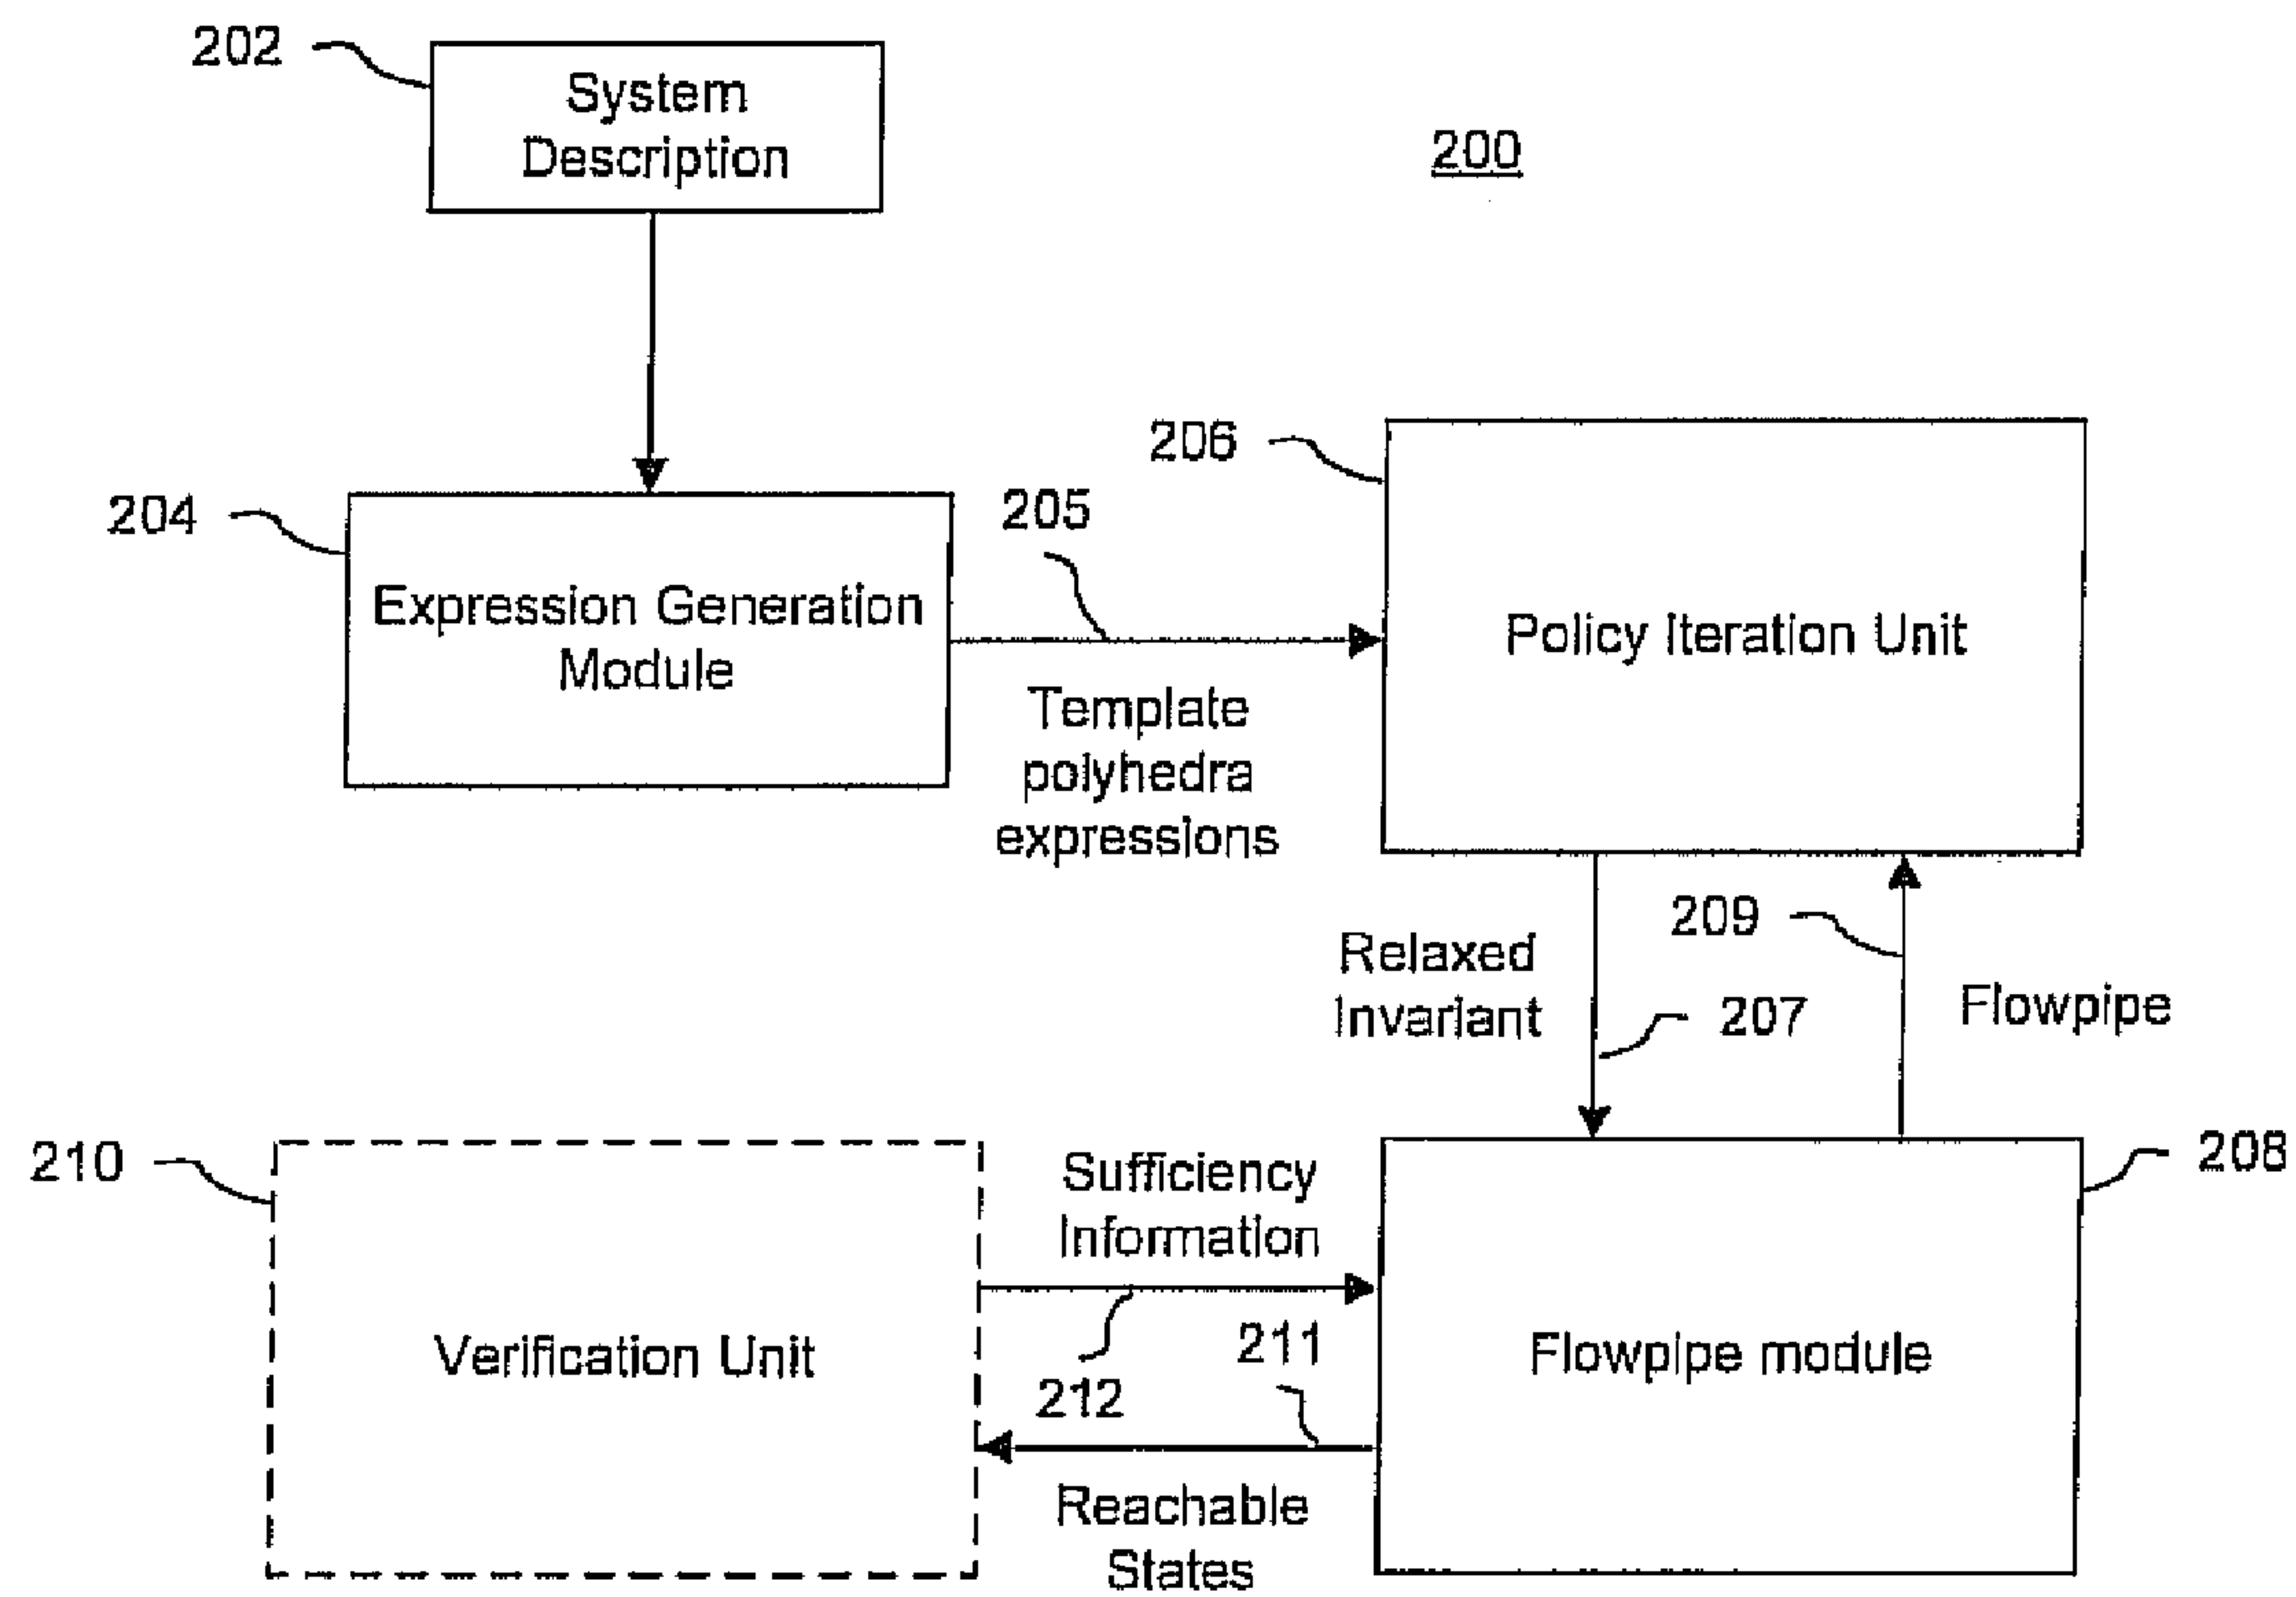 202
System
Description
200
204
Expression Generation
Module
205
Template
polyhedra
expressions
206
Policy Iteration Unit
Relaxed
Invariant
207
209
Flowpipe
210
Verification Unit
Sufficiency
Information
212
211
Reachable
States
208
Flowpipe module